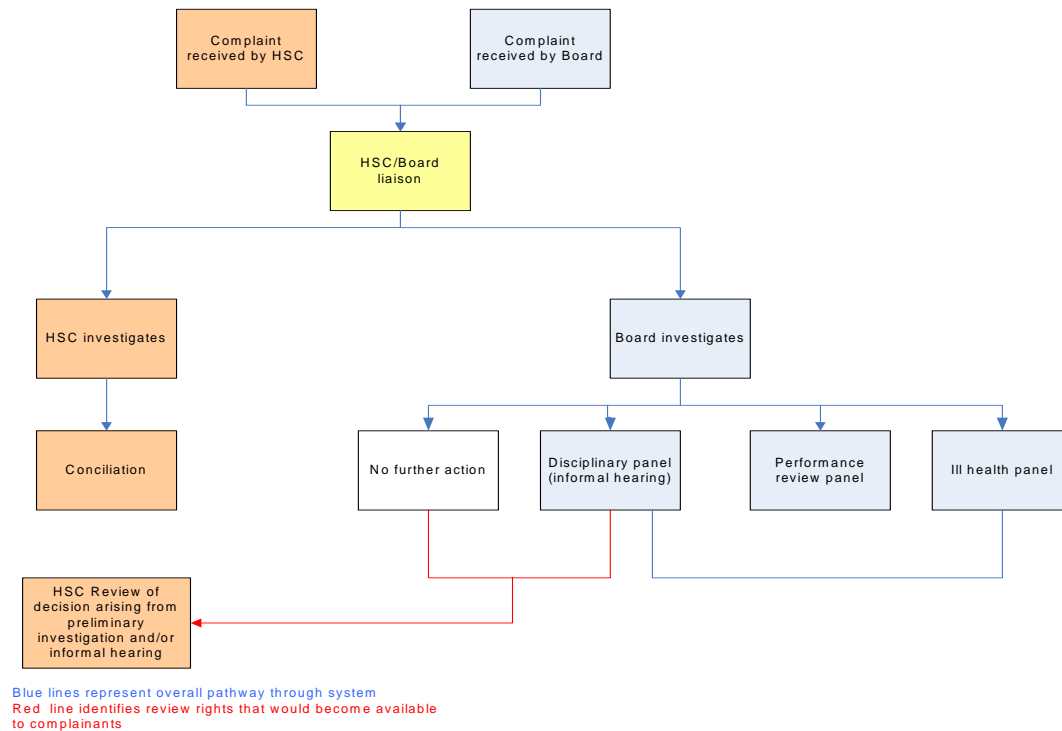 Complaint
received by HSC
Complaint
received by Board
HSC/Board
liaison
HSC investigates
Board investigates
Conciliation
No further action
Disciplinary panel
(informal hearing)
Performance
review panel
Ill health panel
HSC Review of
decision arising from
preliminary
investigation and/or
informal hearing
Blue lines represent overall pathway through system
Red line identifies review rights that would become available
to complainants